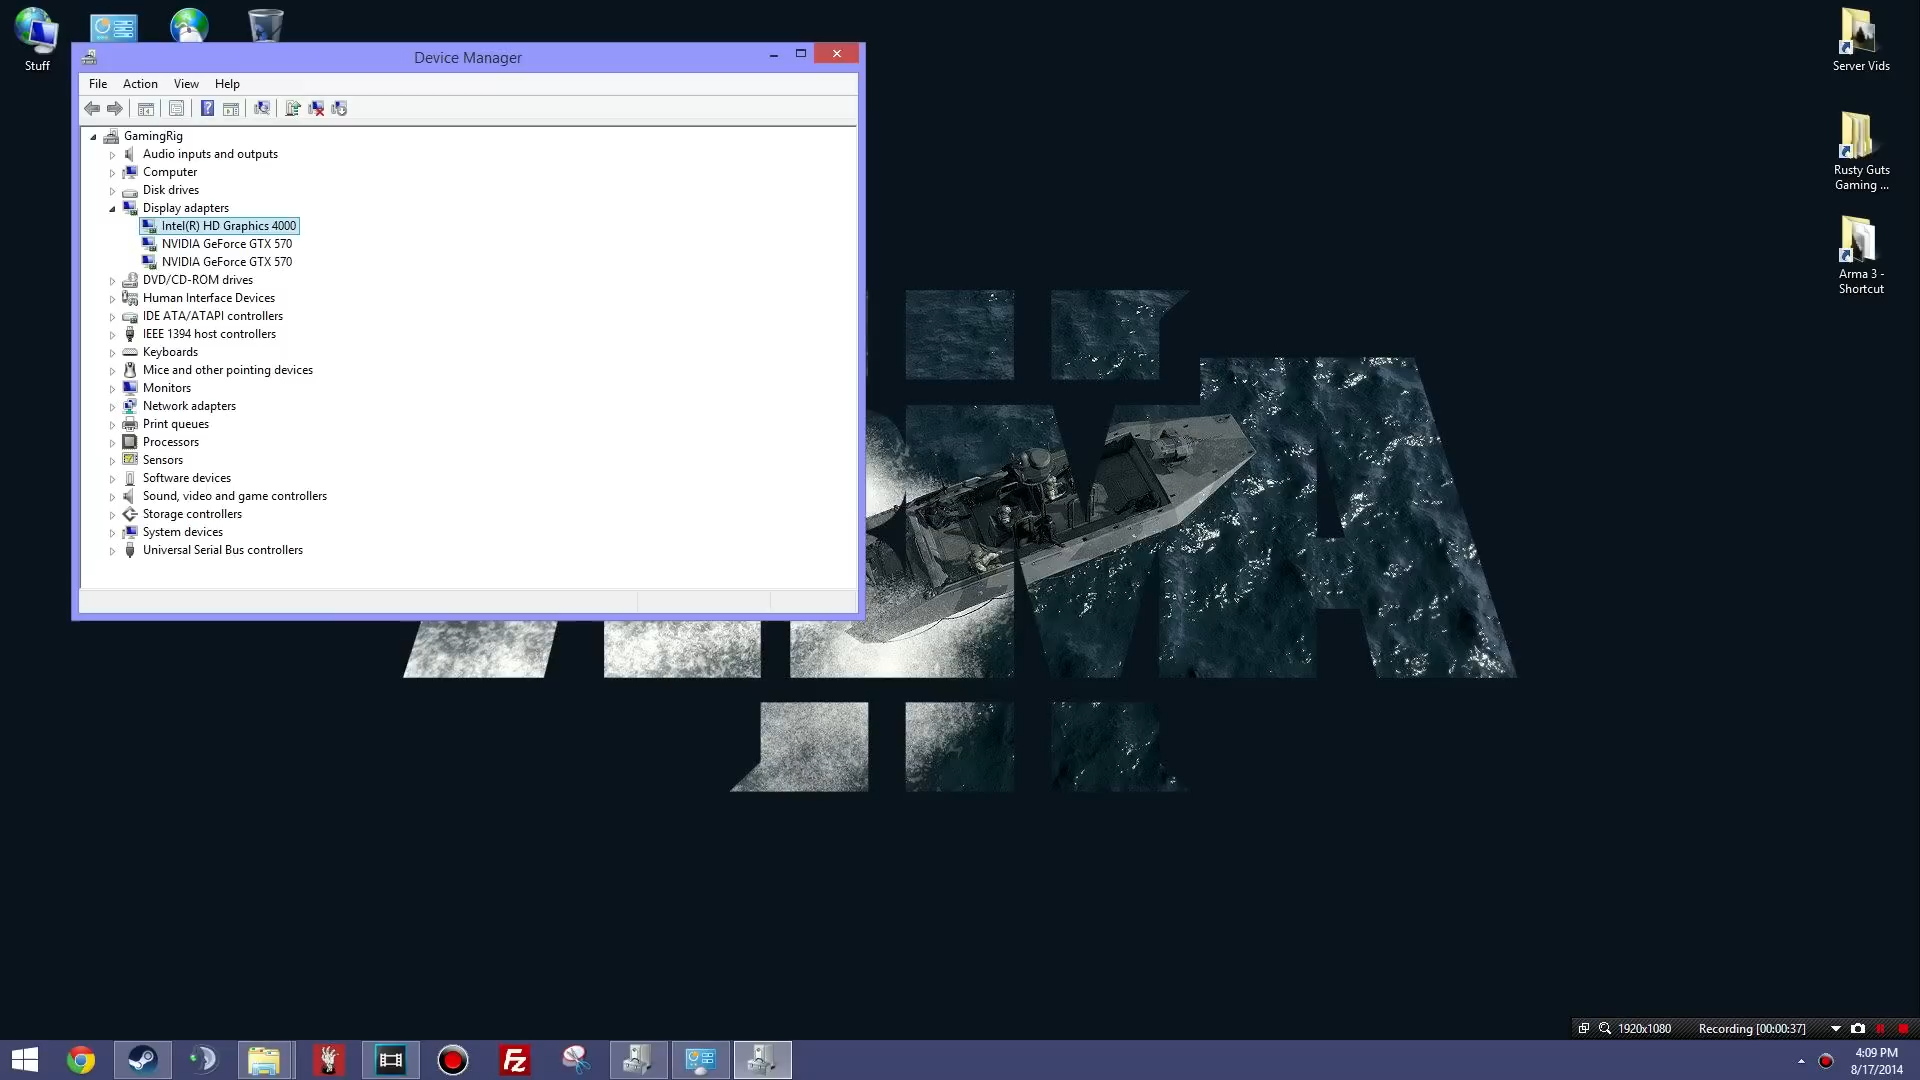 Stuff
Device Manager
File Action View Help
GamingRig
Audio inputs and outputs
Computer
Disk drives
Display adapters
Intel(R) HD Graphics 4000
NVIDIA GeForce GTX 570
NVIDIA GeForce GTX 570
DVD/CD-ROM drives
Human Interface Devices
IDE ATA/ATAPI controllers
IEEE 1394 host controllers
Keyboards
Mice and other pointing devices
Monitors
Network adapters
Print queues
Processors
Sensors
Software devices
Sound, video and game controllers
Storage controllers
System devices
Universal Serial Bus controllers
Server Vids
Rusty Guts
Gaming ...
Arma 3 -
Shortcut
1920x1080 Recording [00:00:37]
Fz
4:09 PM
8/17/2014